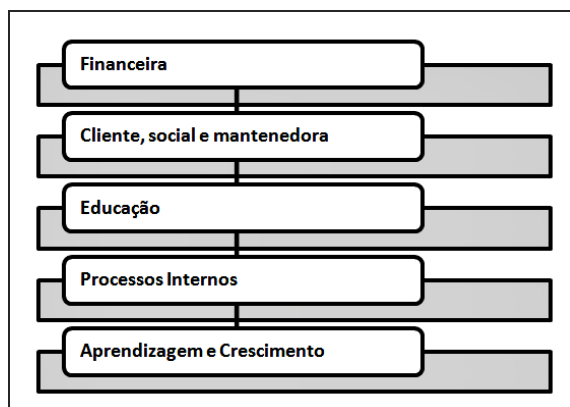 Financeira
Cliente, social e mantenedora
Educação
Processos Internos
Aprendizagem e Crescimento